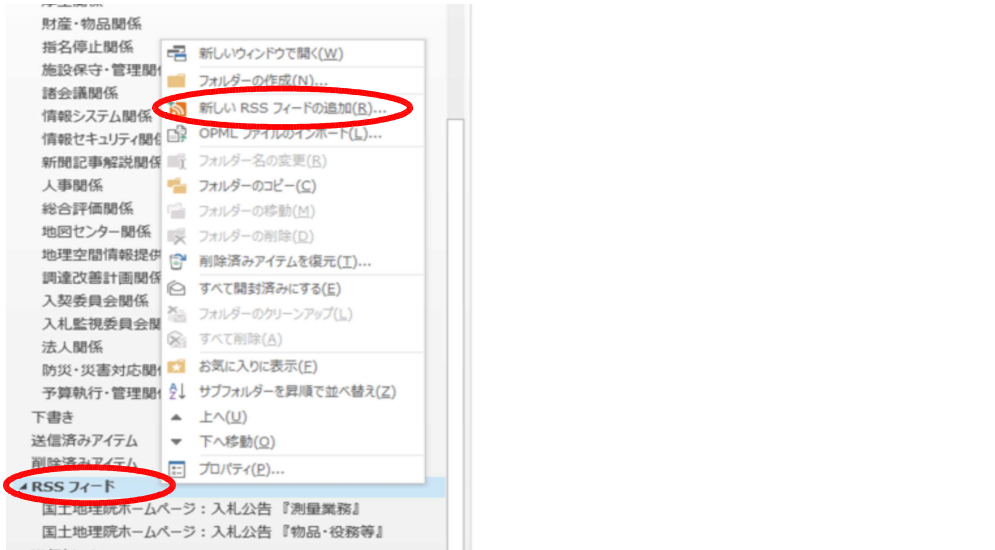 財産・物品関係
指名停止関係
施設保守・管理関
諸会議関係
情報システム関係
情報セキュリティ関
新聞記事解説関係
人事関係
総合評価関係
地図センター関係
地理空間情報提供
調達改善計画関係
入契委員会関係
入札監視委員会関
法人関係
防災・災害対応関
予算執行・管理関
下書き
送信済みアイテム
削除済みアイテム
RSS フィード
国土地理院ホームページ：入札公告 『測量業務』
国土地理院ホームページ：入札公告 『物品・役務等』
新しいウィンドウで開く(W)
フォルダーの作成(N)...
新しい RSS フィードの追加(R)...
OPML ファイルのインポート(L)...
フォルダー名の変更(R)
フォルダーのコピー(C)
フォルダーの移動(M)
フォルダーの削除(D)
削除済みアイテムを復元(T)...
すべて開封済みにする(E)
フォルダーのクリーンアップ(L)
すべて削除(A)
お気に入りに表示(F)
サブフォルダーを昇順で並べ替え(Z)
上へ(U)
下へ移動(O)
プロパティ(P)...